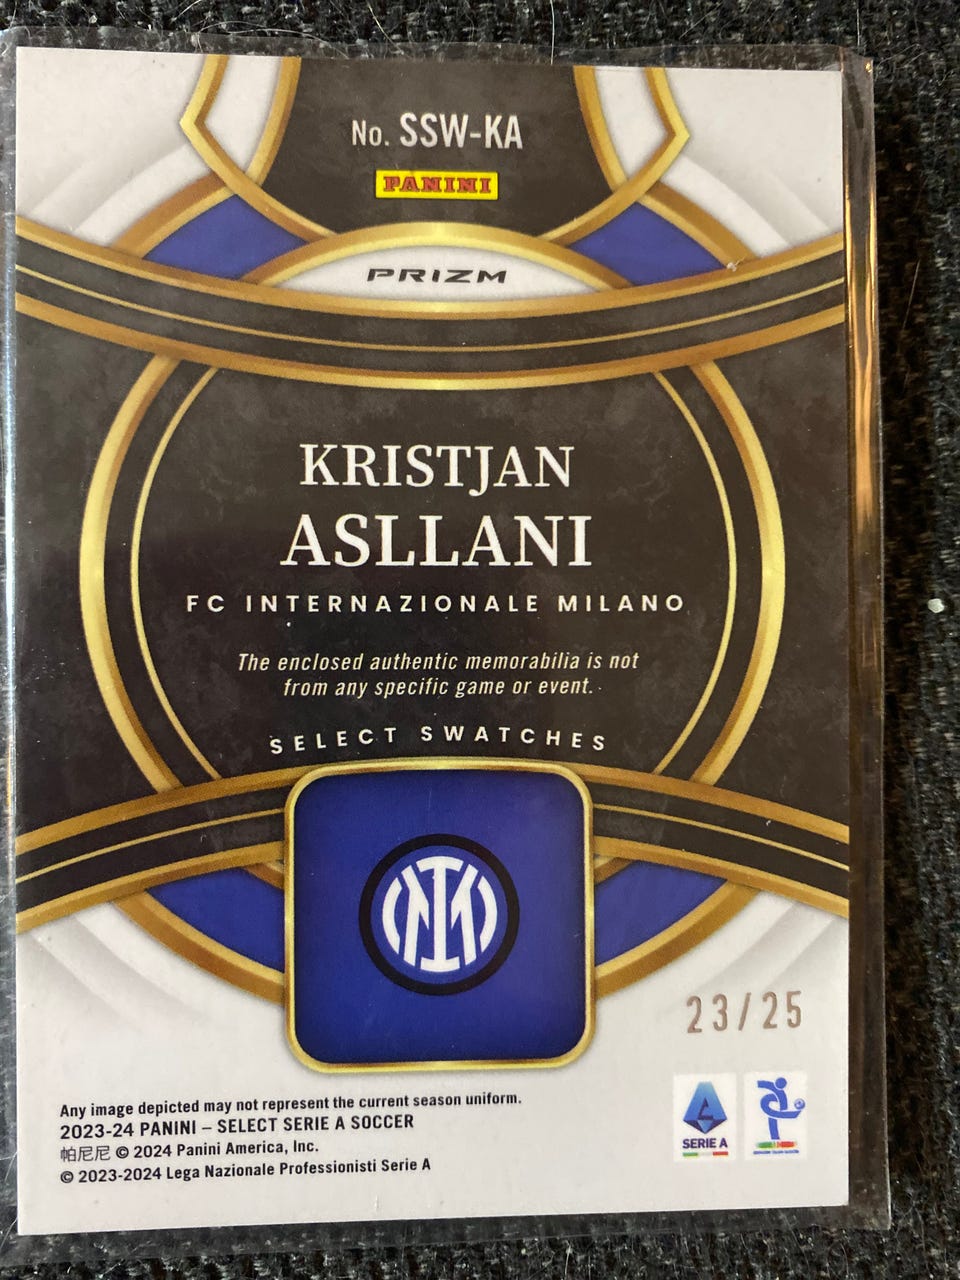 No. SSW-KA
PANINI
PRIZM
KRISTJAN
ASLLANI
FC INTERNAZIONALE MILANO
The enclosed authentic memorabilia is not
from any specific game or event.
SELECT SWATCHES
23/25
Any image depicted may not represent the current season uniform.
2023-24 PANINI – SELECT SERIE A SOCCER
帕尼尼 © 2024 Panini America, Inc.
© 2023-2024 Lega Nazionale Professionisti Serie A
SERIE A